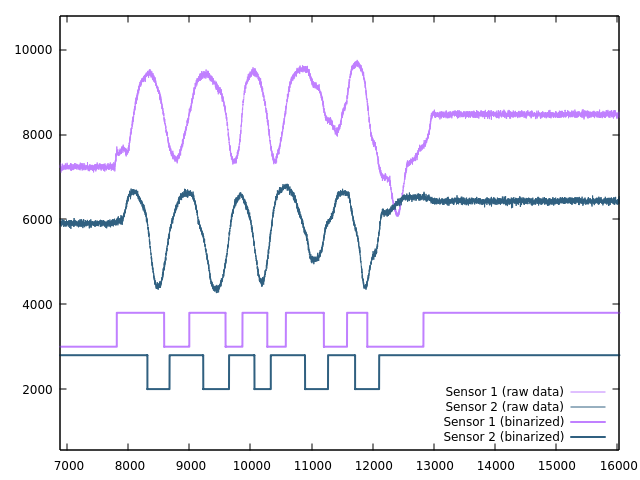 10000
8000
6000
4000
2000
Sensor 1 (raw data)
Sensor 2 (raw data)
Sensor 1 (binarized)
Sensor 2 (binarized)
7000 8000 9000 10000 11000 12000 13000 14000 15000 16000